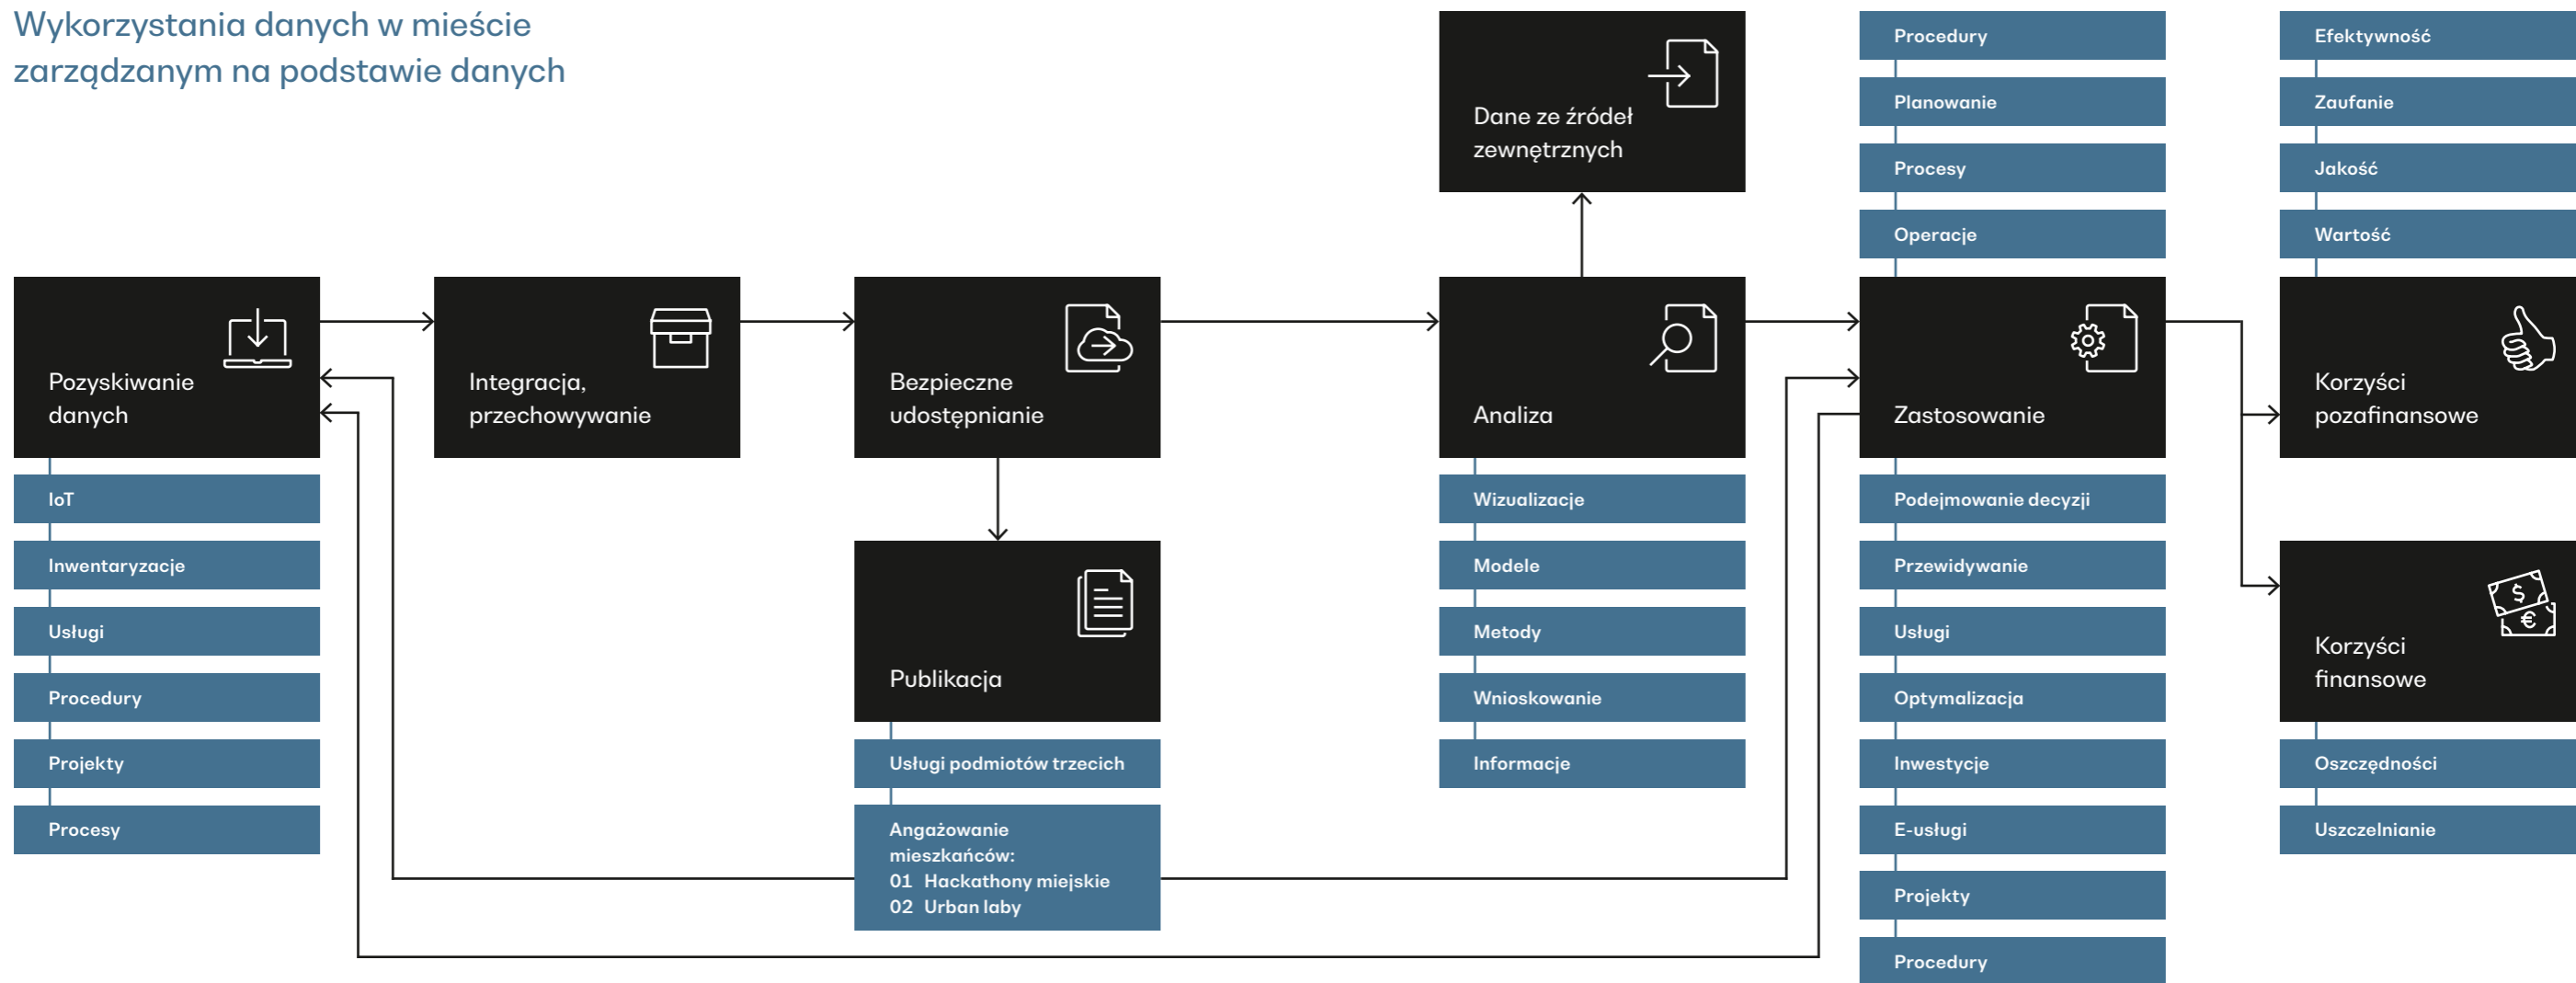 Wykorzystania danych w mieście
zarządzanym na podstawie danych
Pozyskiwanie
danych
IoT
Inwentaryzacje
Usługi
Procedury
Projekty
Procesy
Integracja,
przechowywanie
Bezpieczne
udostępnianie
Publikacja
Usługi podmiotów trzecich
Angażowanie
mieszkańców:
01 Hackathony miejskie
02 Urban laby
Dane ze źródeł
zewnętrznych
Analiza
Wizualizacje
Modele
Metody
Wnioskowanie
Informacje
Procedury
Planowanie
Procesy
Operacje
Zastosowanie
Podejmowanie decyzji
Przewidywanie
Usługi
Optymalizacja
Inwestycje
E-usługi
Projekty
Procedury
Efektywność
Zaufanie
Jakość
Wartość
Korzyści
pozafinansowe
$
€
Korzyści
finansowe
Oszczędności
Uszczelnianie